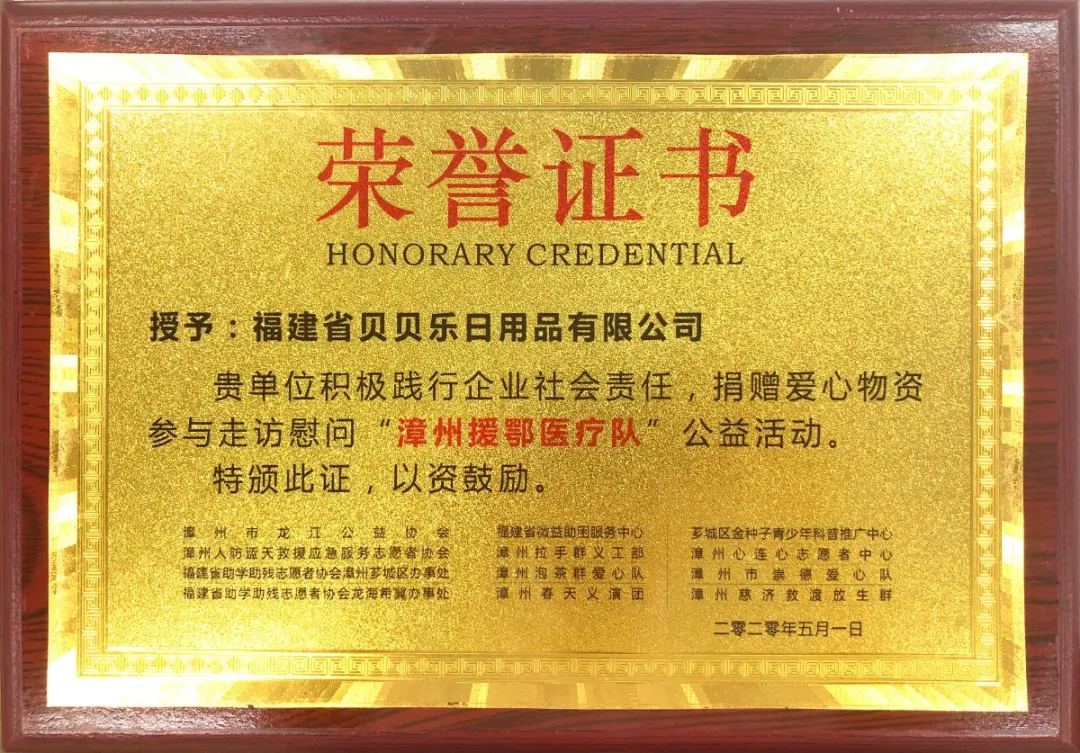 荣誉证书
HONORARY CREDENTIAL
授予：福建省贝贝乐日用品有限公司
贵单位积极践行企业社会责任，捐赠爱心物资
参与走访慰问“漳州援鄂医疗队”公益活动。
特颁此证，以资鼓励。
漳州市龙江公益协会
漳州人防蓝天救援应急服务志愿者协会
福建省助学助残志愿者协会漳州芗城区办事处
福建省助学助残志愿者协会龙海希冀办事处
福建省微益助困服务中心
漳州拉手群义工部
漳州泡茶群爱心队
漳州春天义演团
芗城区金种子青少年科普推广中心
漳州心连心志愿者中心
漳州市崇德爱心队
漳州慈济救渡放生群
二零二零年五月一日